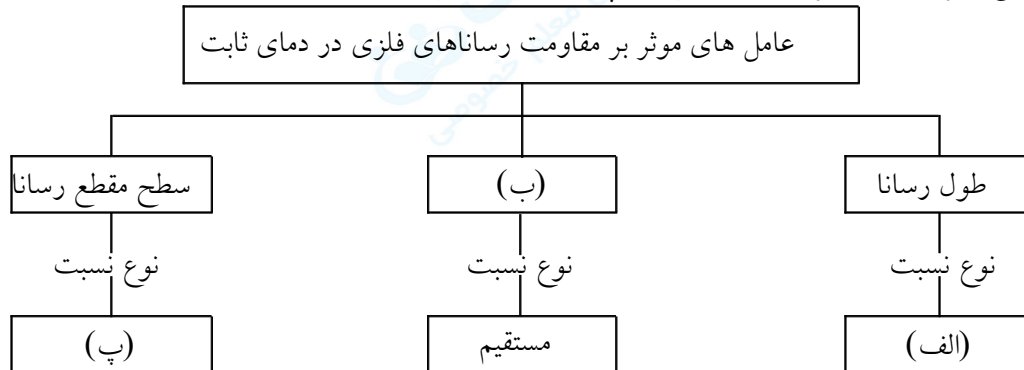 عامل های موثر بر مقاومت رساناهای فلزی در دمای ثابت
طول رسانا
(ب)
سطح مقطع رسانا
نوع نسبت
نوع نسبت
نوع نسبت
(الف)
مستقیم
(پ)